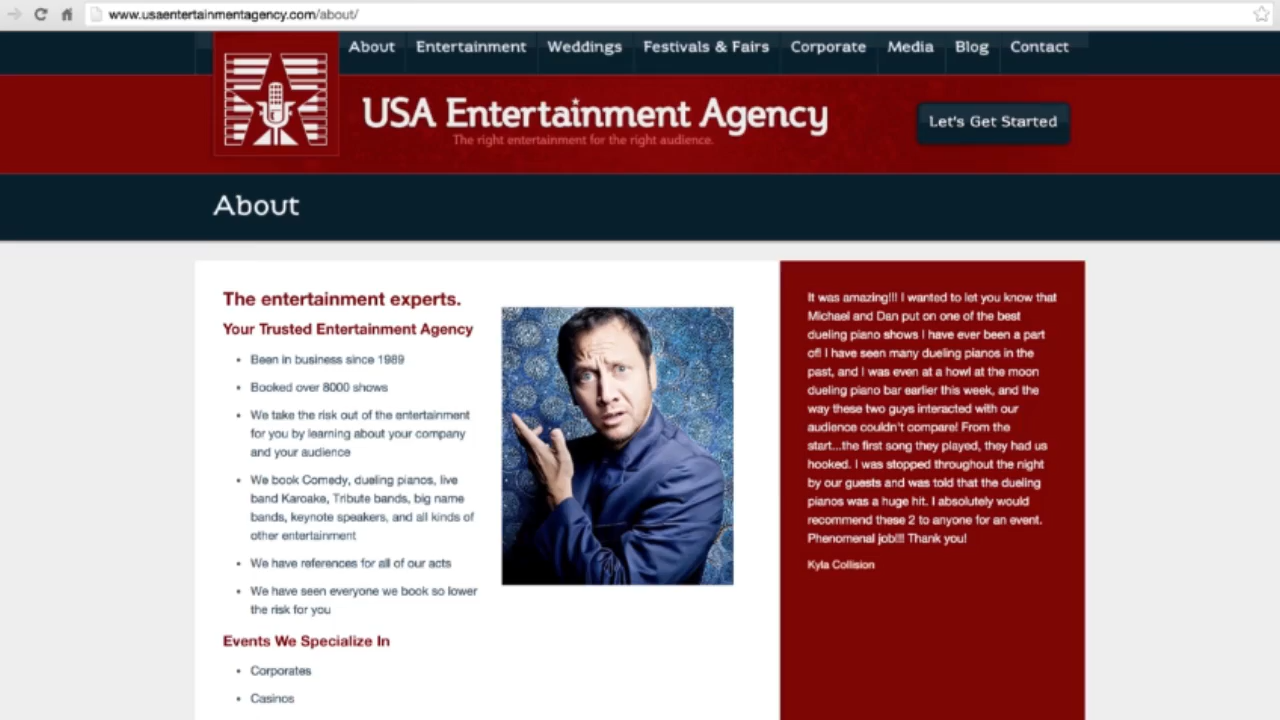 www.usaentertainmentagency.com/about/
About Entertainment Weddings Festivals & Fairs Corporate Media Blog Contact
USA Entertainment Agency
The right entertainment for the right audience.
Let's Get Started
About
The entertainment experts.
Your Trusted Entertainment Agency
• Been in business since 1989
• Booked over 8000 shows
• We take the risk out of the entertainment
for you by learning about your company
and your audience
• We book Comedy, dueling pianos, live
band Karoake, Tribute bands, big name
bands, keynote speakers, and all kinds of
other entertainment
• We have references for all of our acts
• We have seen everyone we book so lower
the risk for you
Events We Specialize In
• Corporates
• Casinos
It was amazing!!! I wanted to let you know that
Michael and Dan put on one of the best
dueling piano shows I have ever been a part
of! I have seen many dueling pianos in the
past, and I was even at a howl at the moon
dueling piano bar earlier this week, and the
way these two guys interacted with our
audience couldn't compare! From the
start...the first song they played, they had us
hooked. I was stopped throughout the night
by our guests and was told that the dueling
pianos was a huge hit. I absolutely would
recommend these 2 to anyone for an event.
Phenomenal job!!! Thank you!
Kyla Collision